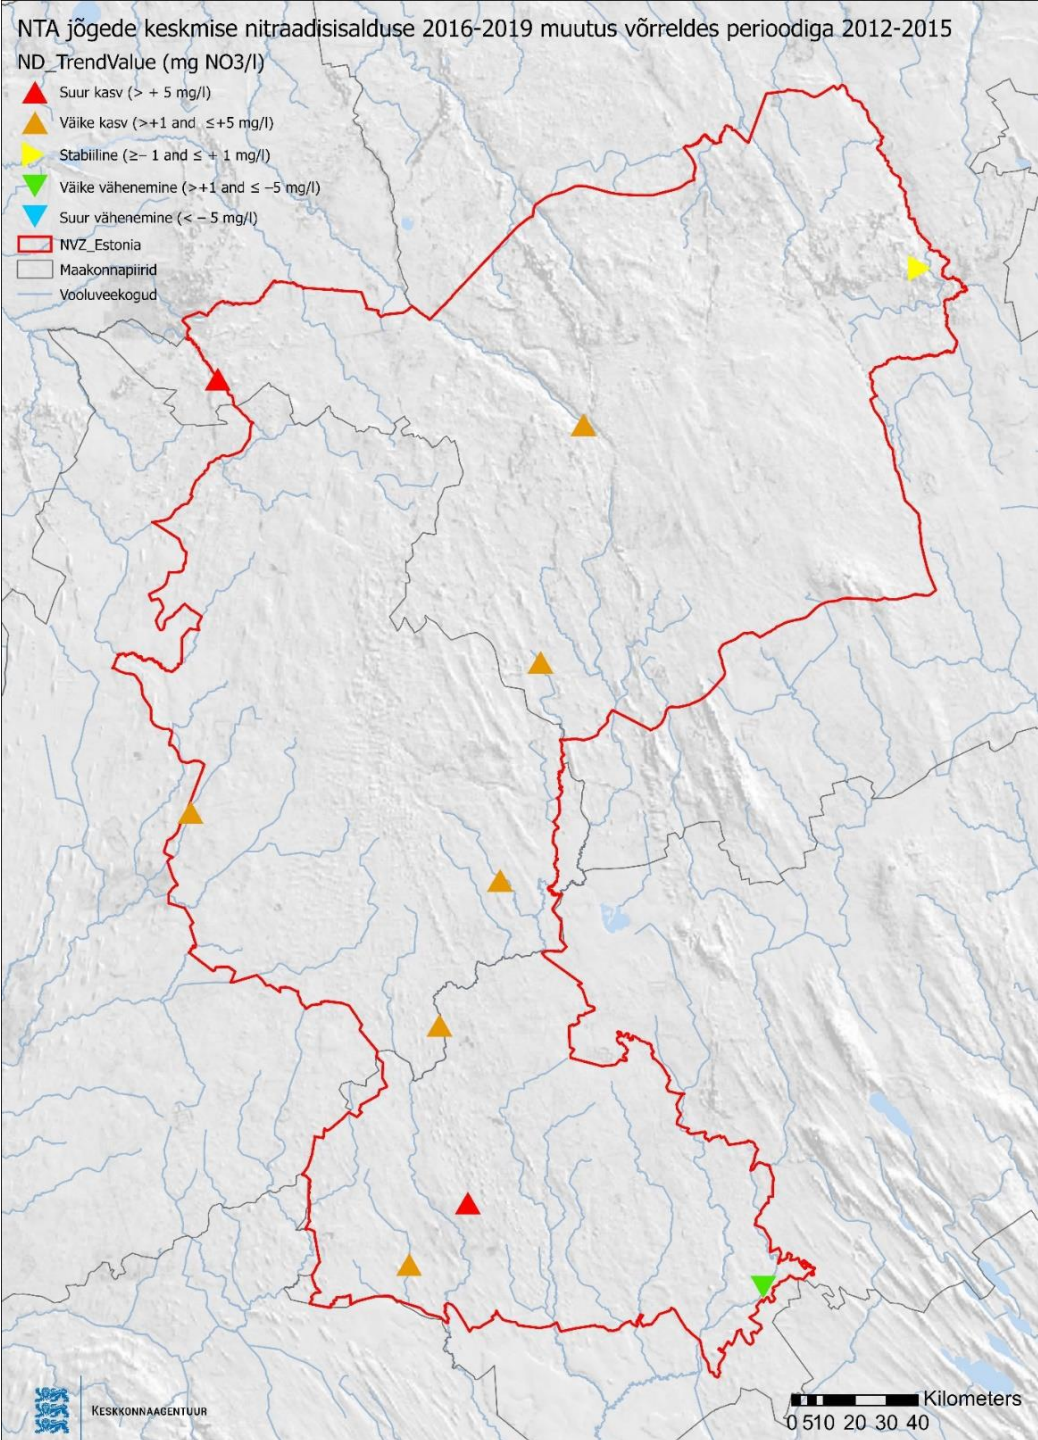 NTA jõgede keskmise nitraadisisalduse 2016-2019 muutus võrreldes perioodiga 2012-2015
ND_TrendValue (mg NO3/l)
Suur kasv (> + 5 mg/l)
Väike kasv (>+1 and ≤+5 mg/l)
Stabiiline (≥− 1 and ≤ + 1 mg/l)
Väike vähenemine (>+1 and ≤ −5 mg/l)
Suur vähenemine (< − 5 mg/l)
NVZ_Estonia
Maakonnapiirid
Vooluveekogud
KESKKONNAAGENTUUR
Kilometers
0 5 10 20 30 40